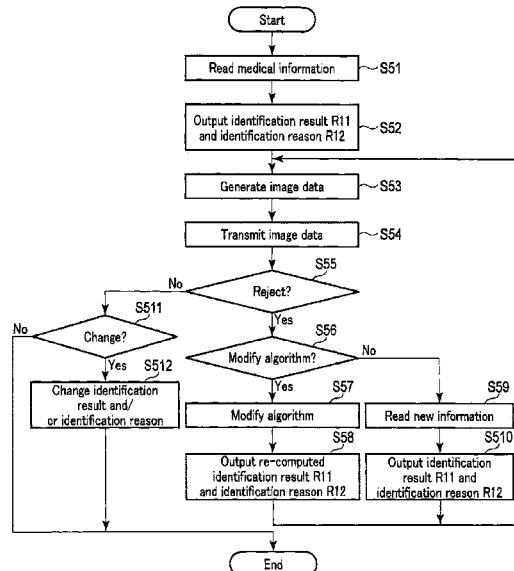 Start
Read medical information
S51
Output identification result R11
and identification reason R12
S52
Generate image data
S53
Transmit image data
S54
S55
Reject?
No
Yes
S511
Change?
No
Yes
S56
Modify algorithm?
No
Yes
S512
Change identification
result and/
or identification reason
S57
Modify algorithm
S59
Read new information
S58
Output re-computed
identification result R11
and identification reason R12
S510
Output identification
result R11 and
identification reason R12
End